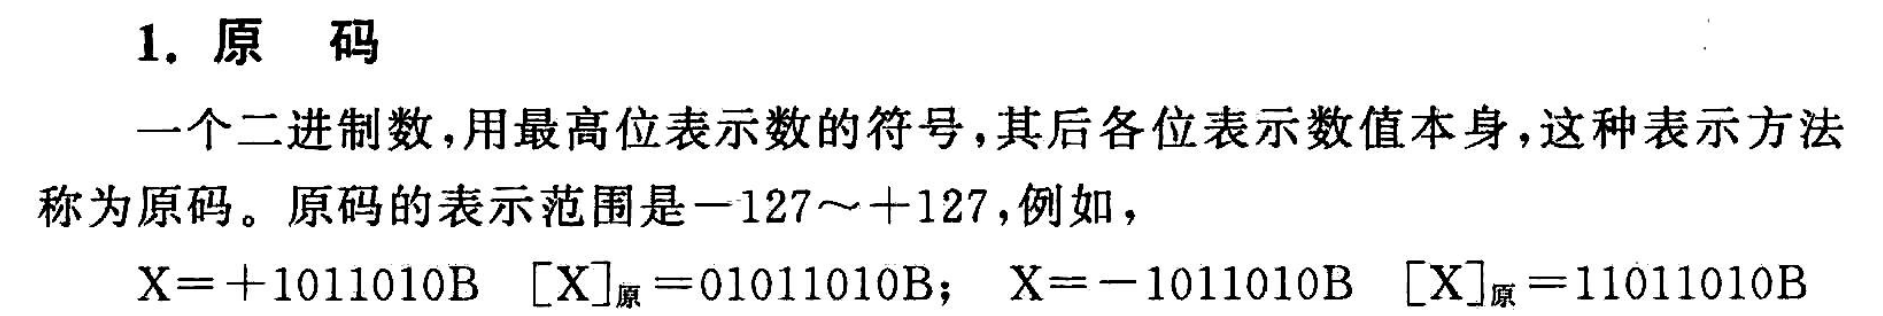 1. 原 码
一个二进制数,用最高位表示数的符号,其后各位表示数值本身,这种表示方法
称为原码。原码的表示范围是-127~+127,例如,
X=+1011010B [X]原=01011010B; X=-1011010B [X]原=11011010B